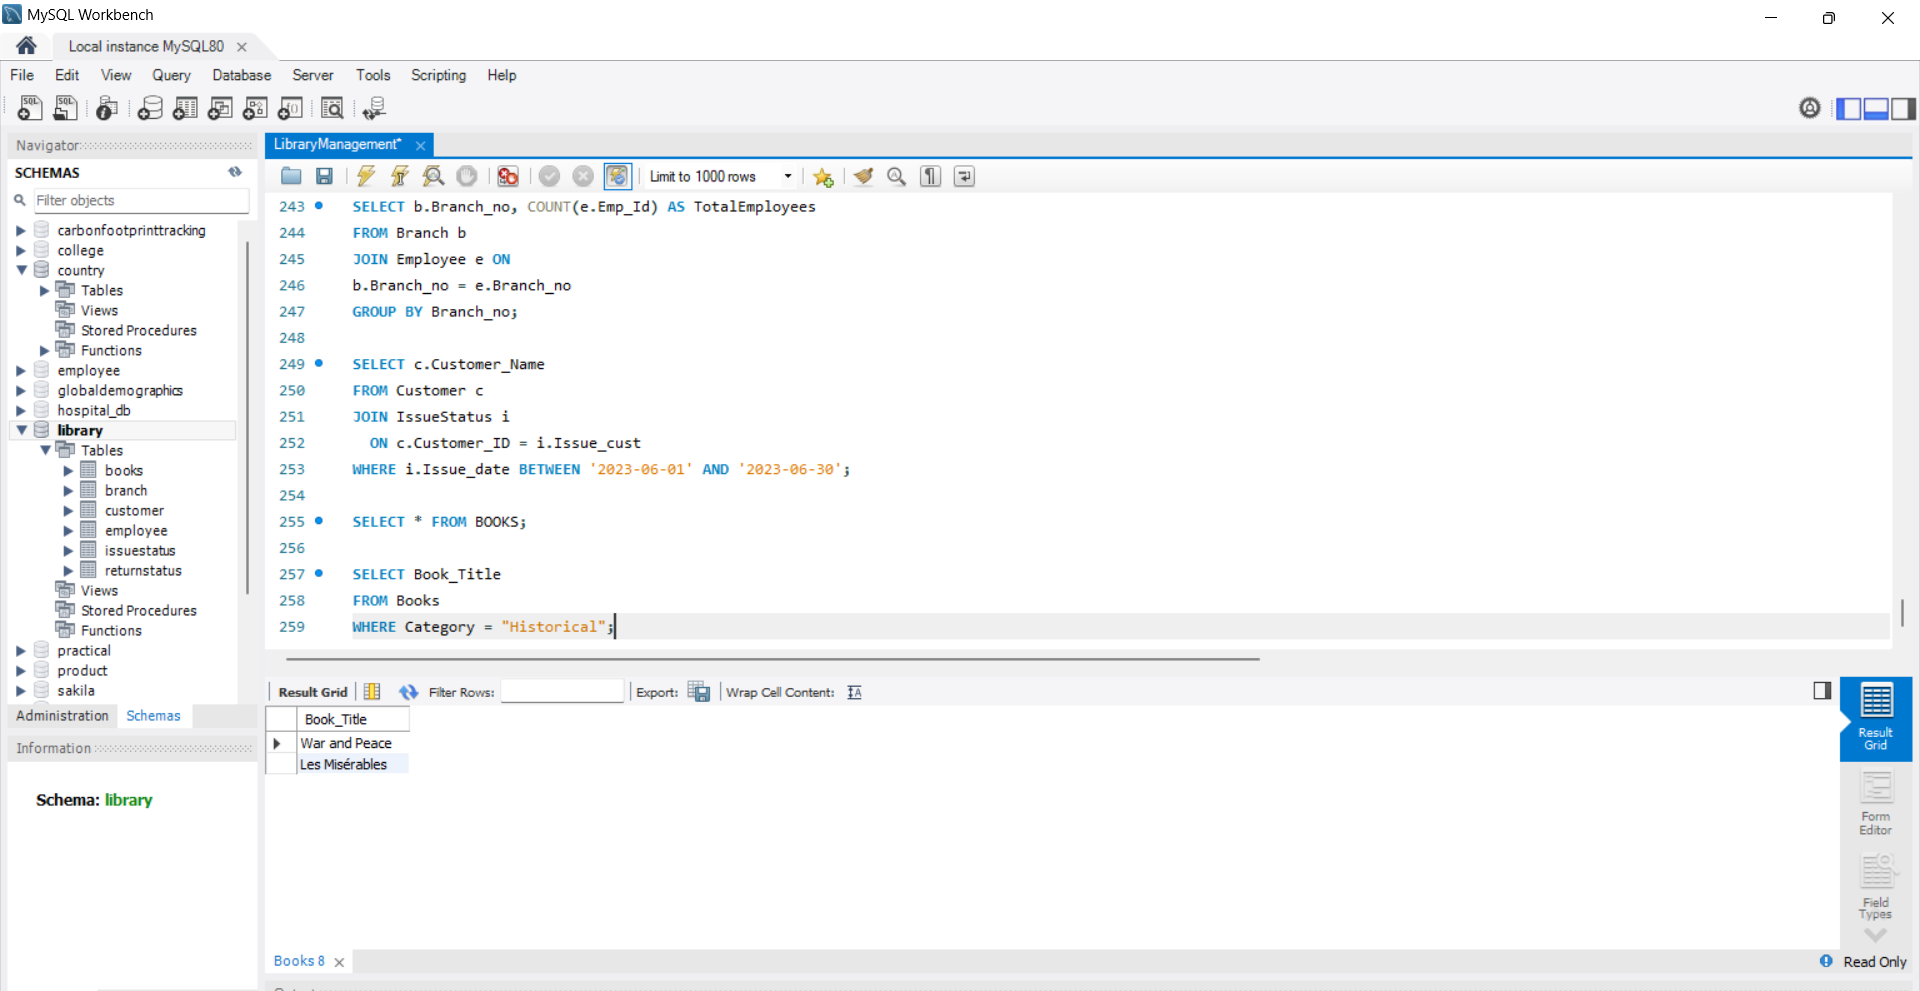 MySQL Workbench
Local instance MySQL80
File Edit View Query Database Server Tools Scripting Help
Navigator
SCHEMAS
Filter objects
carbonfootprinttracking
college
country
Tables
Views
Stored Procedures
Functions
employee
globaldemographics
hospital_db
library
Tables
books
branch
customer
employee
issuestatus
returnstatus
Views
Stored Procedures
Functions
practical
product
sakila
Administration Schemas
Information
Schema: library
LibraryManagement*
Limit to 1000 rows
243 SELECT b.Branch_no, COUNT(e.Emp_Id) AS TotalEmployees
244 FROM Branch b
245 JOIN Employee e ON
246 b.Branch_no = e.Branch_no
247 GROUP BY Branch_no;
248
249 SELECT c.Customer_Name
250 FROM Customer c
251 JOIN IssueStatus i
252 ON c.Customer_ID = i.Issue_cust
253 WHERE i.Issue_date BETWEEN '2023-06-01' AND '2023-06-30';
254
255 SELECT * FROM BOOKS;
256
257 SELECT Book_Title
258 FROM Books
259 WHERE Category = "Historical";
Result Grid Filter Rows: Export: Wrap Cell Content:
Book_Title
War and Peace
Les Misérables
Result
Grid
Form
Editor
Field
Types
Books 8
Read Only